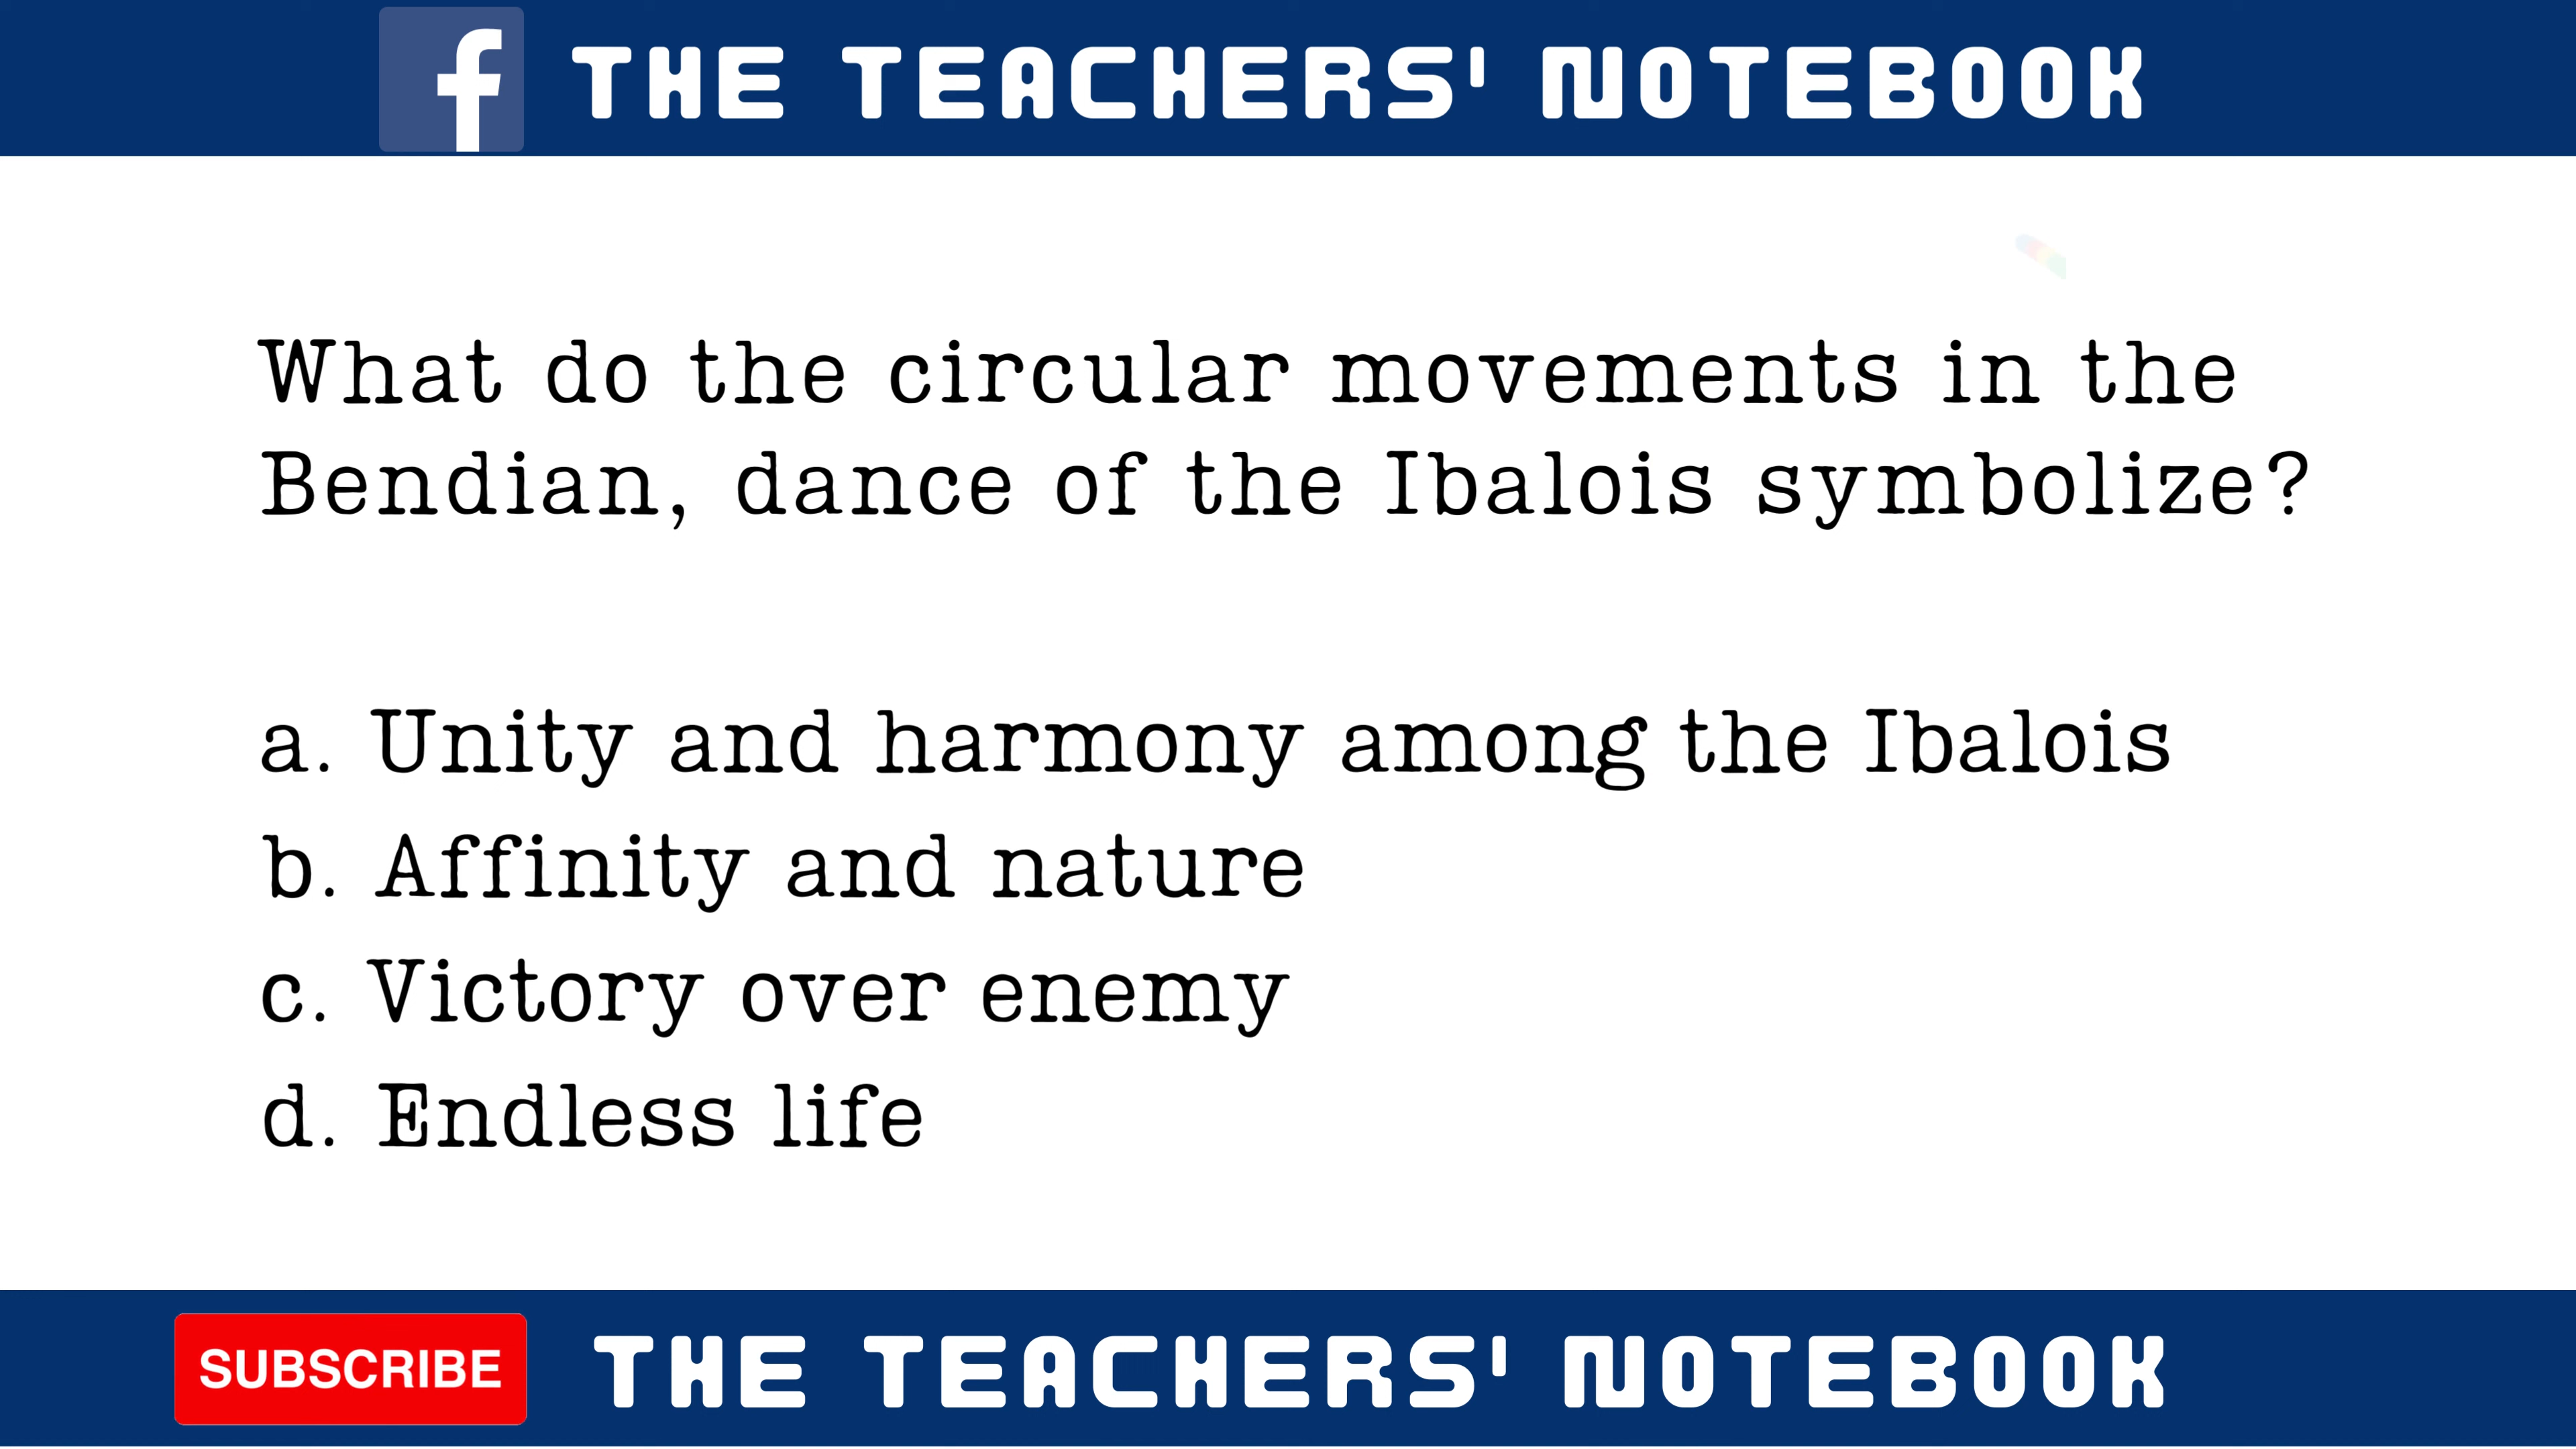 f THE TEACHERS' NOTEBOOK
What do the circular movements in the
Bendian, dance of the Ibalois symbolize?
a. Unity and harmony among the Ibalois
b. Affinity and nature
c. Victory over enemy
d. Endless life
SUBSCRIBE THE TEACHERS' NOTEBOOK